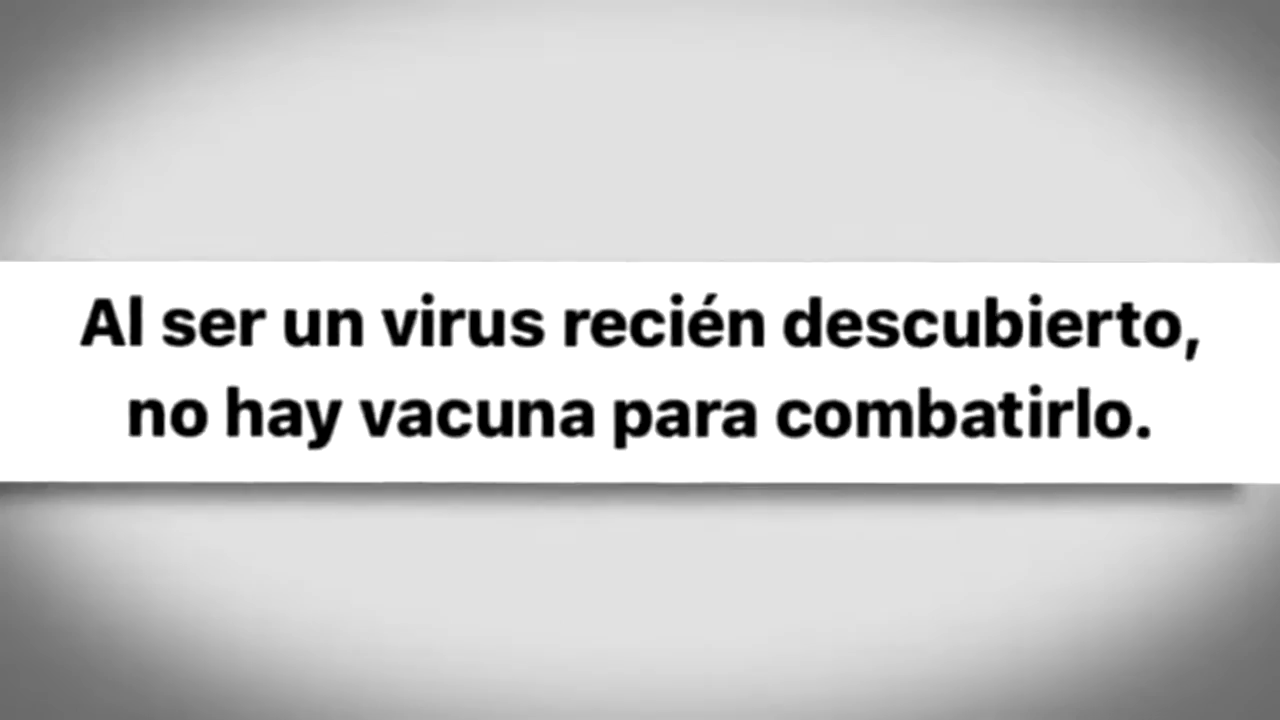 Al ser un virus recién descubierto,
no hay vacuna para combatirlo.